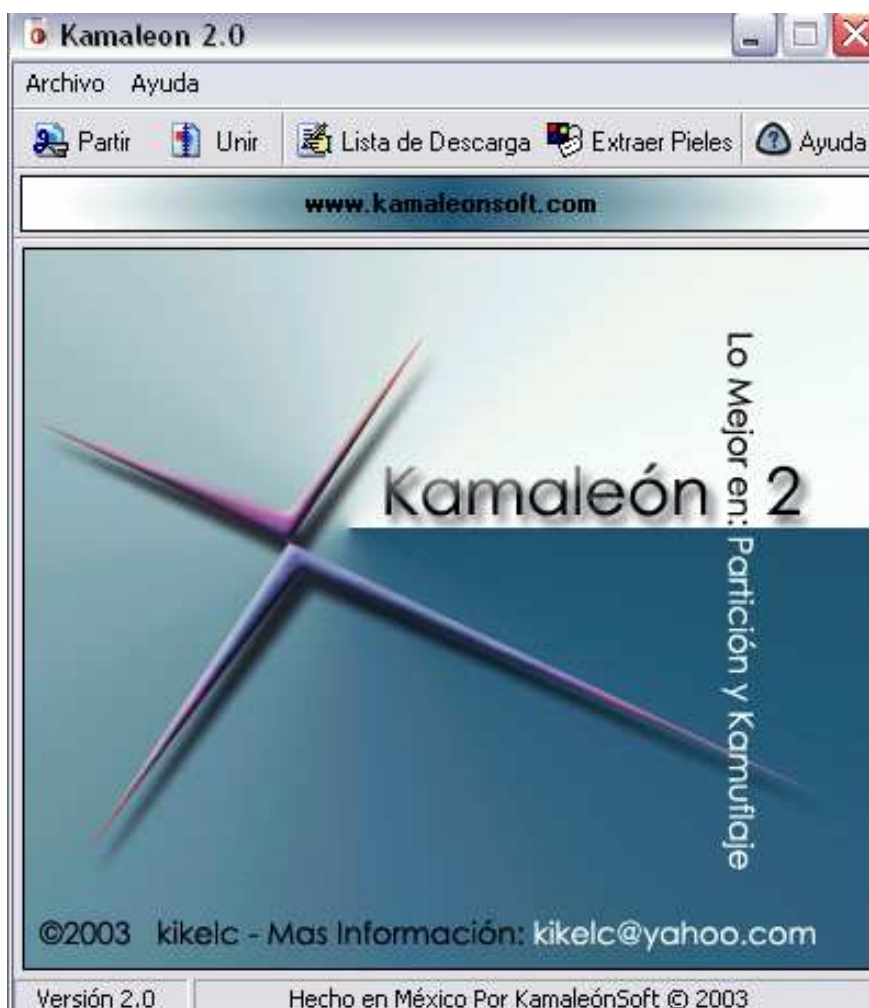 Kamaleon 2.0
Archivo Ayuda
Partir Unir Lista de Descarga Extraer Pieles Ayuda
www.kamaleonsoft.com
Kamaleón 2
Lo Mejor en: Partición y Kamuflaje
©2003 kikelc - Mas Información: kikelc@yahoo.com
Versión 2.0 Hecho en México Por KamaleónSoft © 2003